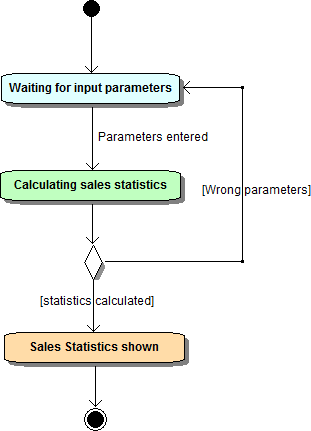 Waiting for input parameters
Parameters entered
Calculating sales statistics
[Wrong parameters]
[statistics calculated]
Sales Statistics shown